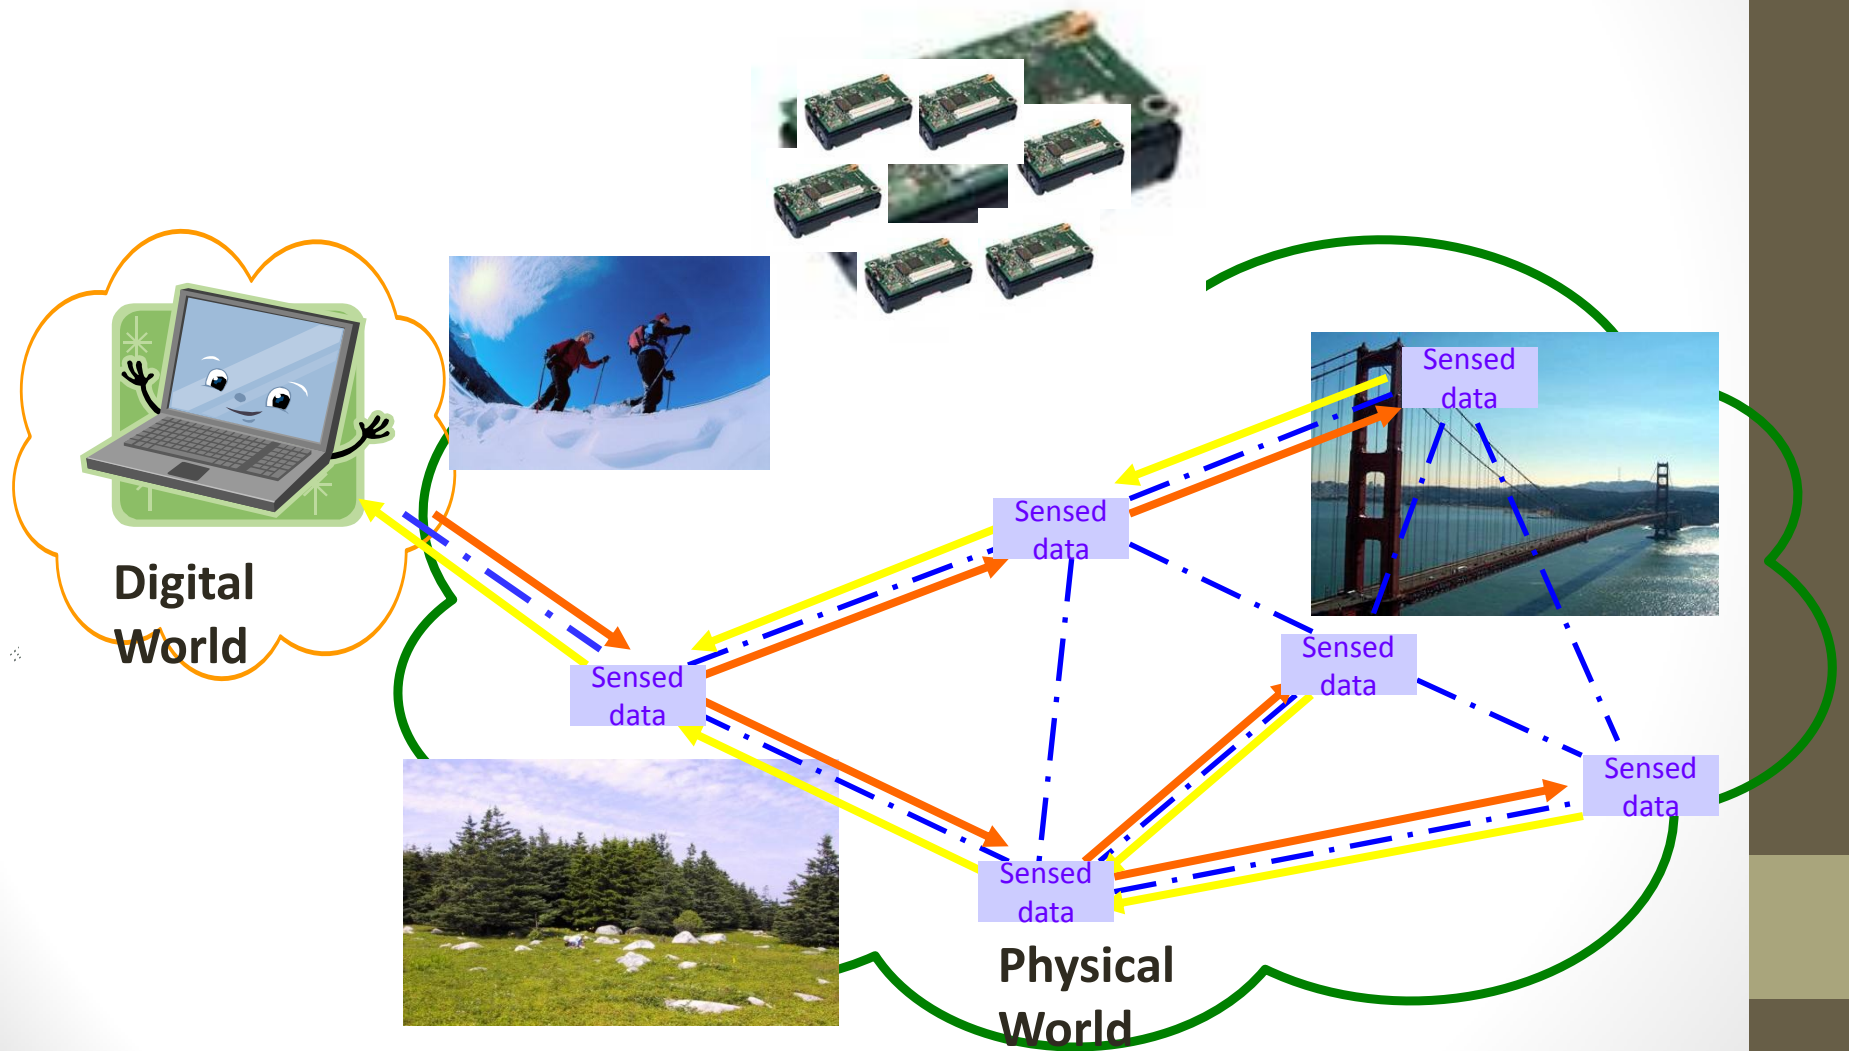 Sensed
data
Sensed
data
Digital
World
Sensed
data
Sensed
data
Sensed
data
Sensed
data
Physical
World